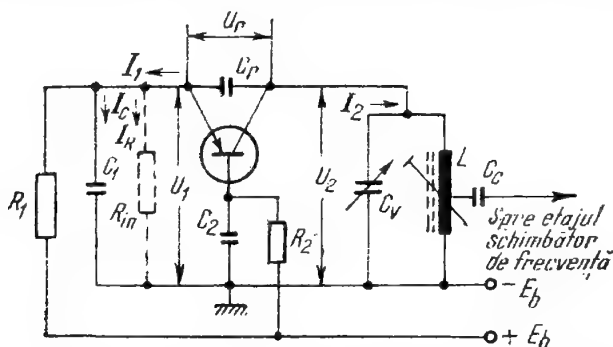 U_r
I_1
C_r
I_2
I_C
I_R
C_1
U_1
U_2
L
C_c
R_1
R_in
C_2
R_2
C_v
Spre etajul
schimbător
de frecvență
- E_b
+ E_b